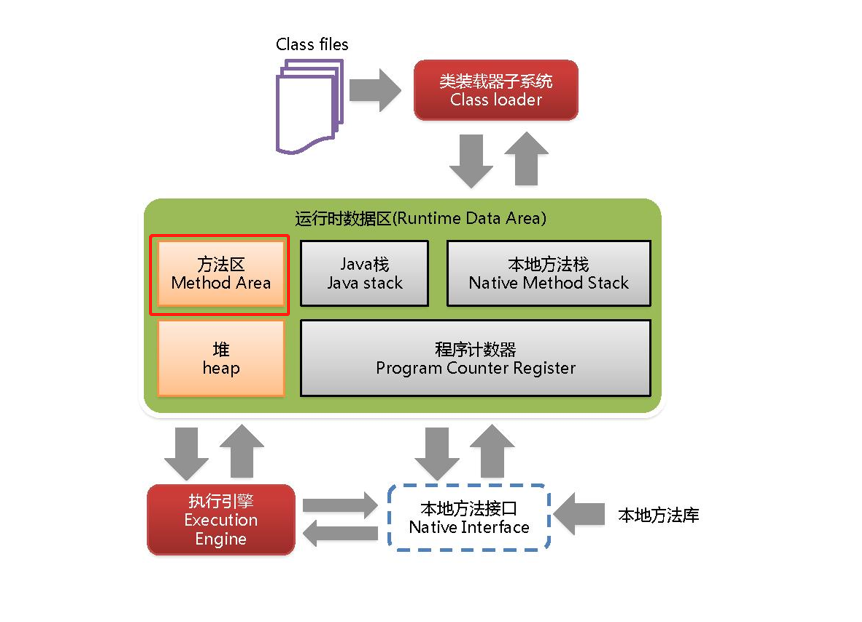 Class files
类装载器子系统
Class loader
运行时数据区(Runtime Data Area)
方法区
Method Area
Java栈
Java stack
本地方法栈
Native Method Stack
堆
heap
程序计数器
Program Counter Register
执行引擎
Execution
Engine
本地方法接口
Native Interface
本地方法库